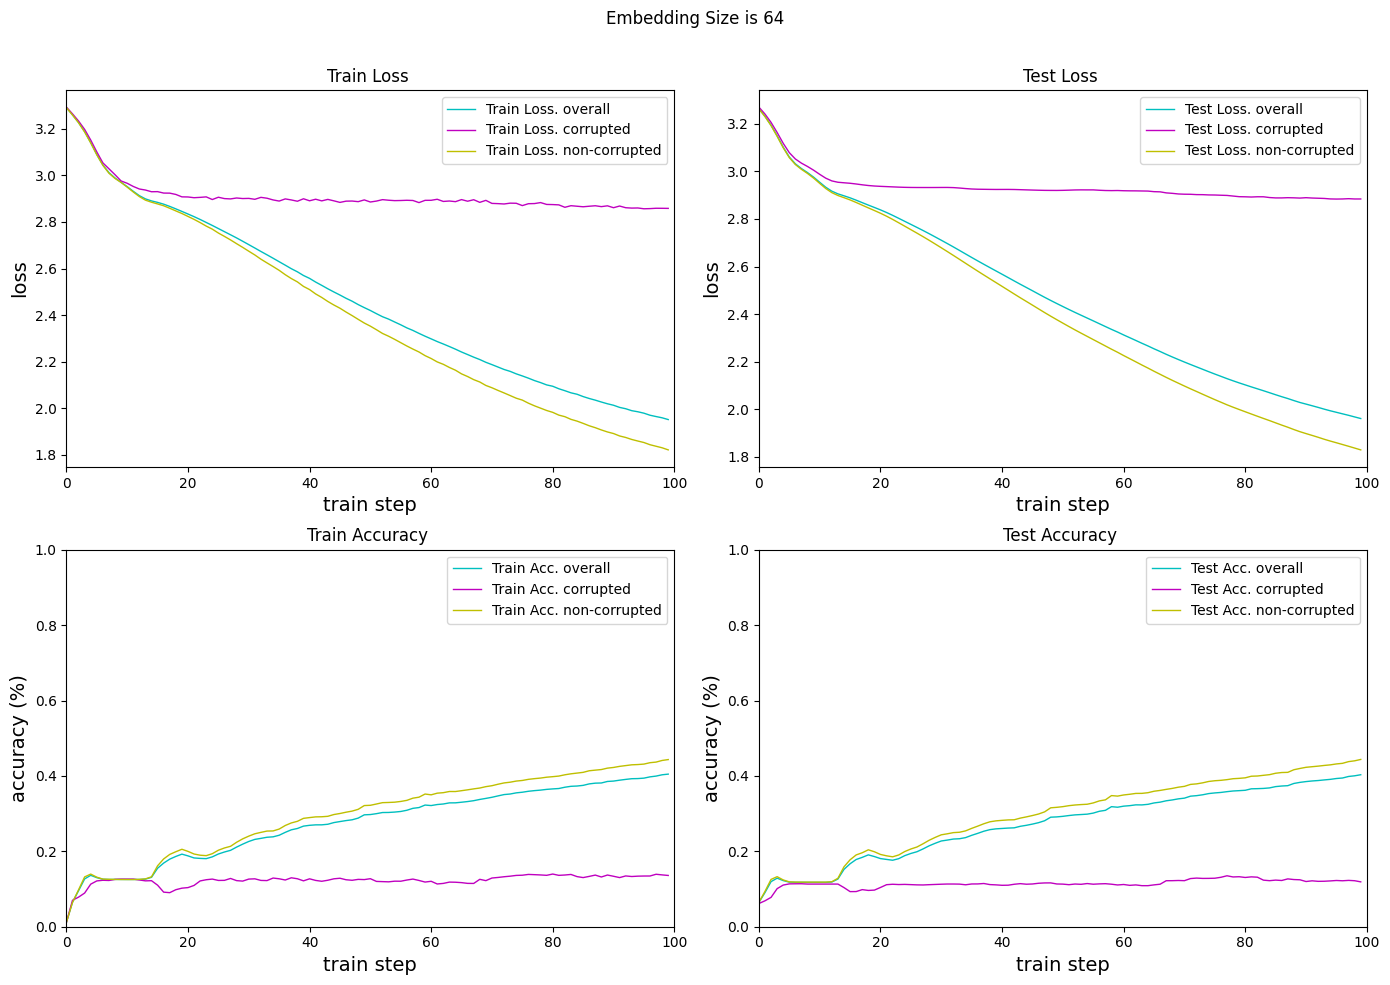 Embedding Size is 64
Train Loss
Train Loss. overall
Train Loss. corrupted
Train Loss. non-corrupted
loss
3.2
3.0
2.8
2.6
2.4
2.2
2.0
1.8
0 20 40 60 80 100
train step
Test Loss
Test Loss. overall
Test Loss. corrupted
Test Loss. non-corrupted
loss
3.2
3.0
2.8
2.6
2.4
2.2
2.0
1.8
0 20 40 60 80 100
train step
Train Accuracy
Train Acc. overall
Train Acc. corrupted
Train Acc. non-corrupted
accuracy (%)
1.0
0.8
0.6
0.4
0.2
0.0
0 20 40 60 80 100
train step
Test Accuracy
Test Acc. overall
Test Acc. corrupted
Test Acc. non-corrupted
accuracy (%)
1.0
0.8
0.6
0.4
0.2
0.0
0 20 40 60 80 100
train step